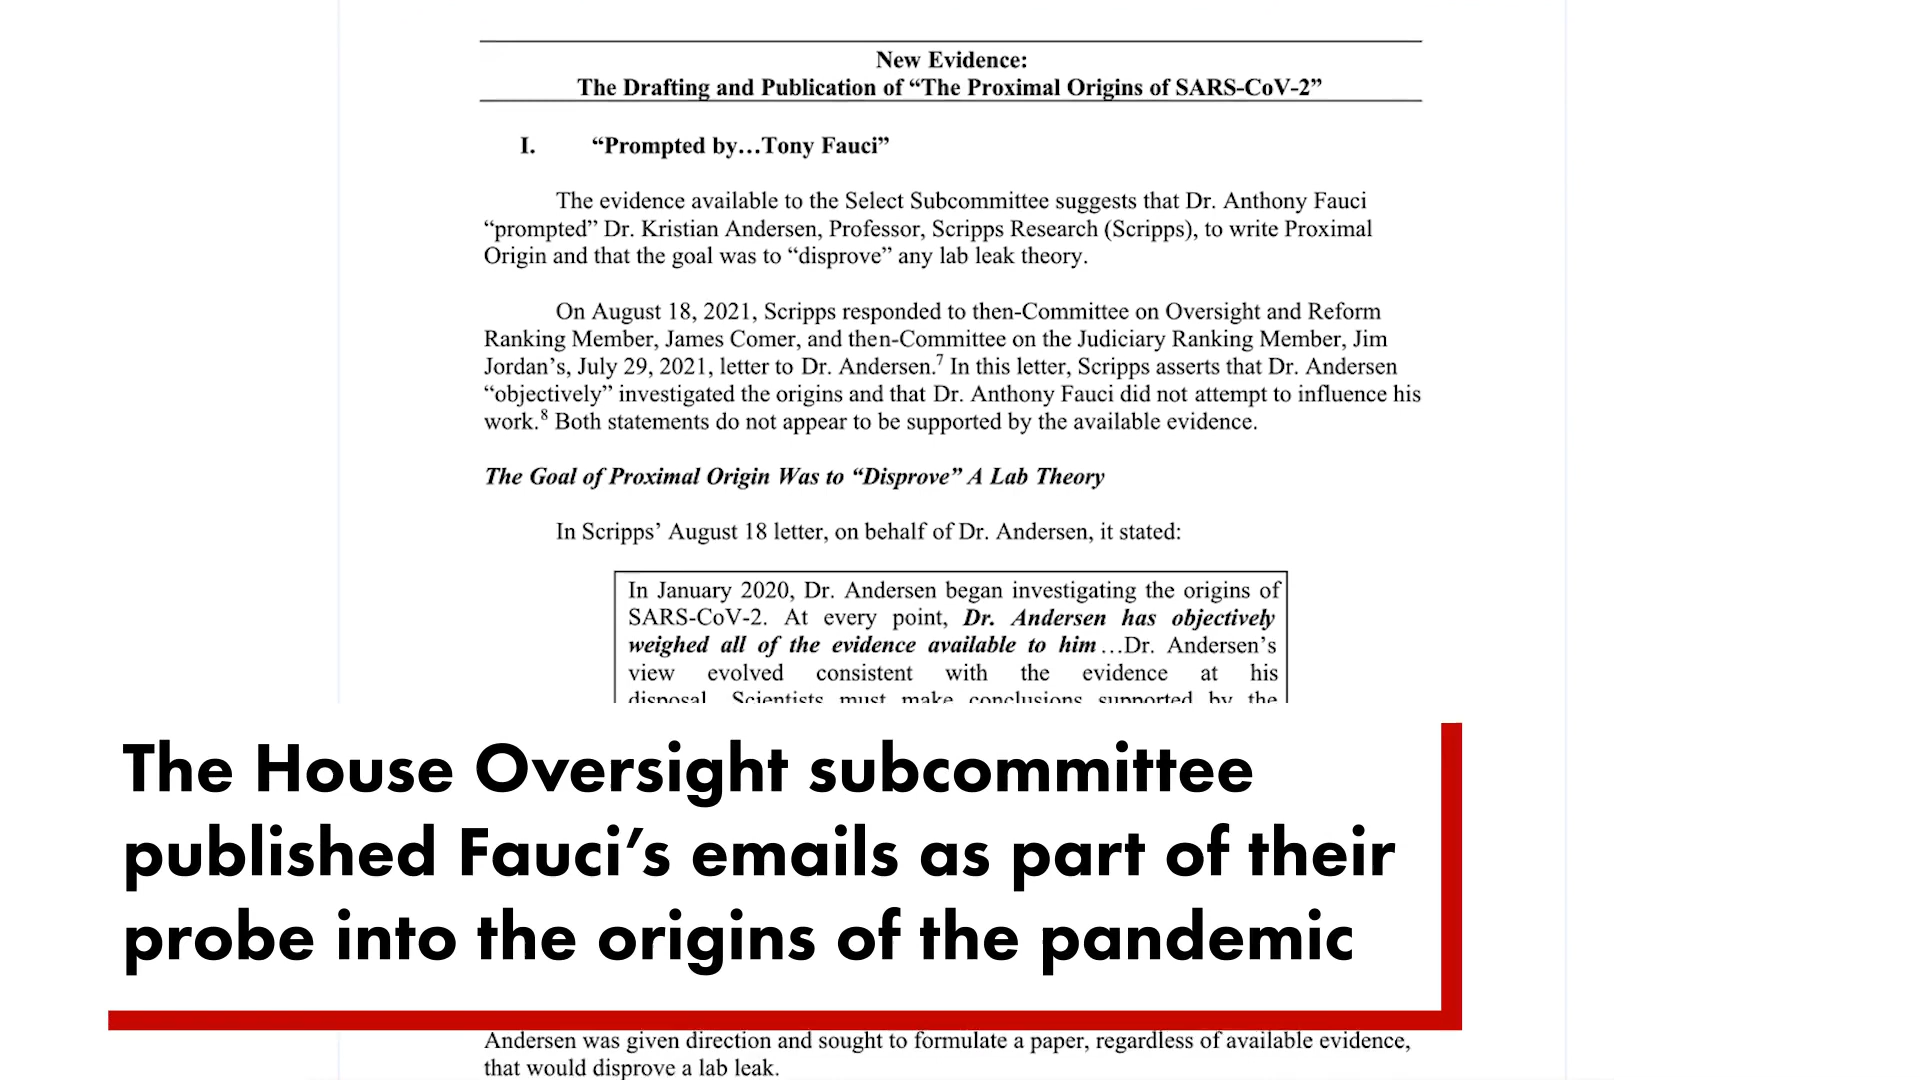 New Evidence:
The Drafting and Publication of “The Proximal Origins of SARS-CoV-2”
I. “Prompted by…Tony Fauci”
The evidence available to the Select Subcommittee suggests that Dr. Anthony Fauci
“prompted” Dr. Kristian Andersen, Professor, Scripps Research (Scripps), to write Proximal
Origin and that the goal was to “disprove” any lab leak theory.
On August 18, 2021, Scripps responded to then-Committee on Oversight and Reform
Ranking Member, James Comer, and then-Committee on the Judiciary Ranking Member, Jim
Jordan’s, July 29, 2021, letter to Dr. Andersen.7 In this letter, Scripps asserts that Dr. Andersen
“objectively” investigated the origins and that Dr. Anthony Fauci did not attempt to influence his
work.8 Both statements do not appear to be supported by the available evidence.
The Goal of Proximal Origin Was to “Disprove” A Lab Theory
In Scripps’ August 18 letter, on behalf of Dr. Andersen, it stated:
In January 2020, Dr. Andersen began investigating the origins of
SARS-CoV-2. At every point, Dr. Andersen has objectively
weighed all of the evidence available to him…Dr. Andersen’s
view evolved consistent with the evidence at his
disposal. Scientists must make conclusions supported by the
The House Oversight subcommittee
published Fauci’s emails as part of their
probe into the origins of the pandemic
Andersen was given direction and sought to formulate a paper, regardless of available evidence,
that would disprove a lab leak.